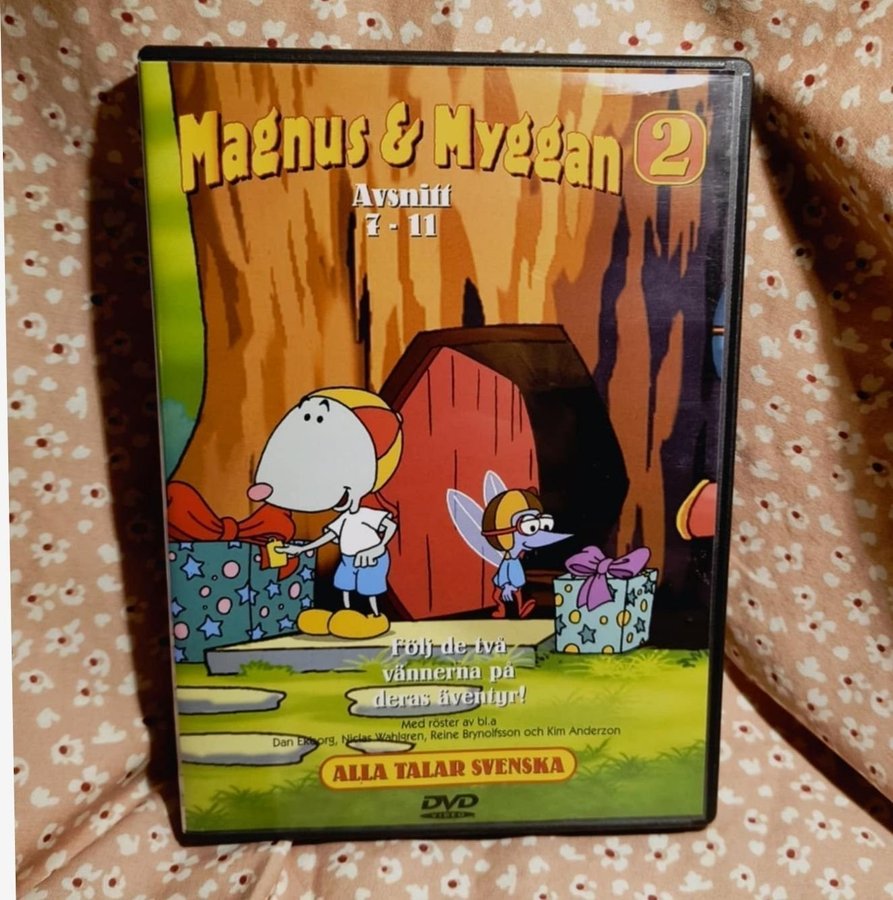 Magnus & Myggan 2
Avsnitt
7 - 11
Följ de två
vännerna på
deras äventyr!
Med röster av bl.a
Dan Ekborg, Niclas Wahlgren, Reine Brynolfsson och Kim Anderzon
ALLA TALAR SVENSKA
DVD
VIDEO